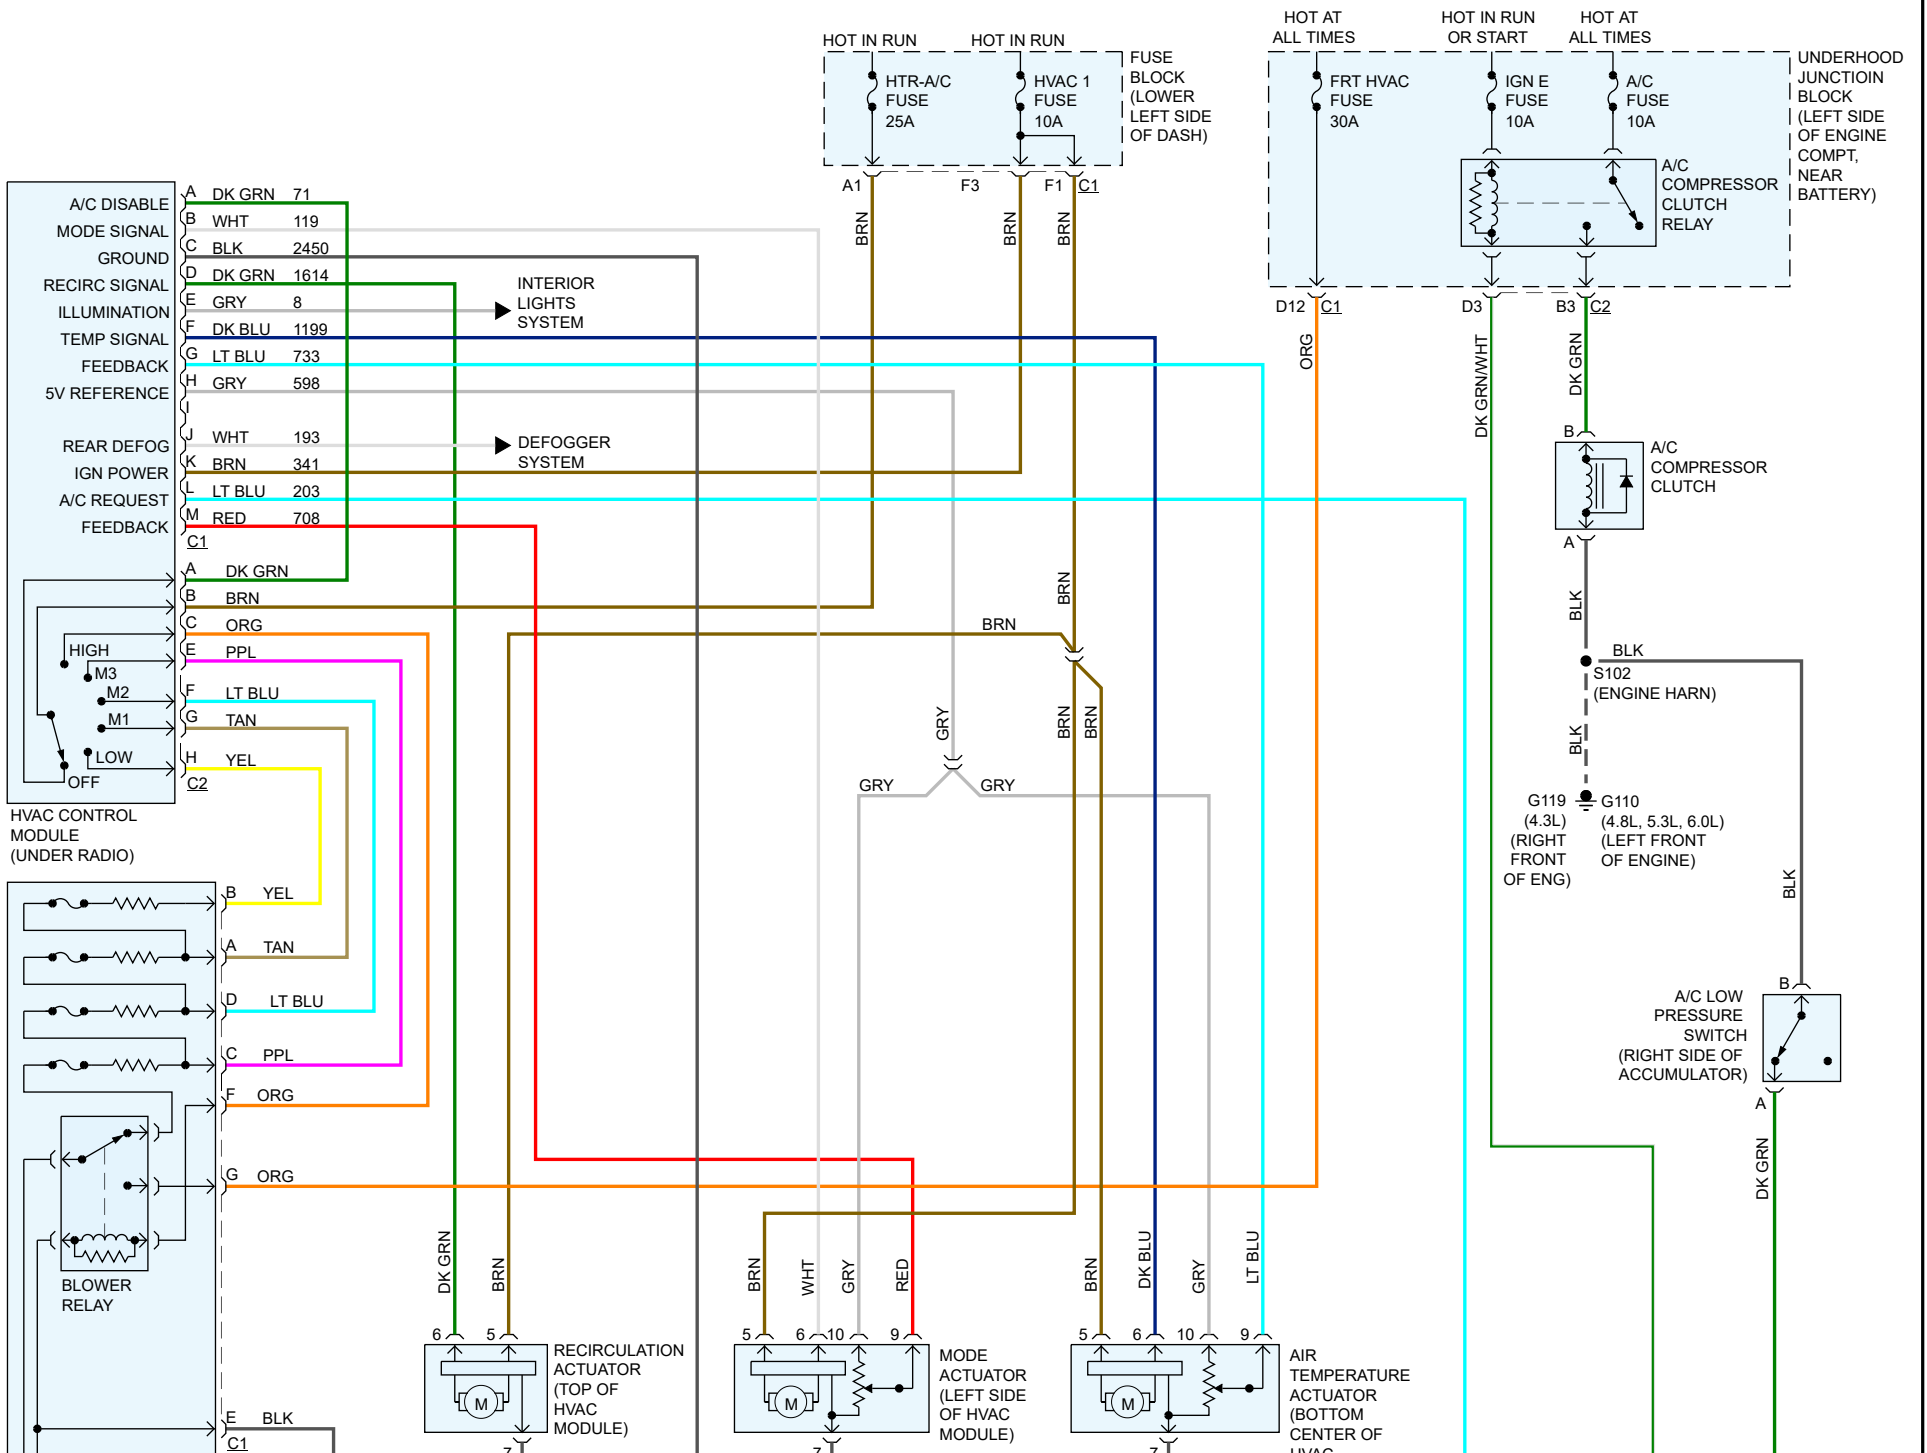 HOT IN RUN
HOT IN RUN
HTR-A/C
FUSE
25A
HVAC 1
FUSE
10A
FUSE
BLOCK
(LOWER
LEFT SIDE
OF DASH)
A1
F3
F1
C1
BRN
BRN
BRN
HOT AT
ALL TIMES
HOT IN RUN
OR START
HOT AT
ALL TIMES
FRT HVAC
FUSE
30A
IGN E
FUSE
10A
A/C
FUSE
10A
UNDERHOOD
JUNCTIOIN
BLOCK
(LEFT SIDE
OF ENGINE
COMPT,
NEAR
BATTERY)
A/C
COMPRESSOR
CLUTCH
RELAY
D12
C1
D3
B3
C2
ORG
DK GRN/WHT
DK GRN
A/C DISABLE A DK GRN 71
MODE SIGNAL B WHT 119
GROUND C BLK 2450
RECIRC SIGNAL D DK GRN 1614
ILLUMINATION E GRY 8
TEMP SIGNAL F DK BLU 1199
FEEDBACK G LT BLU 733
5V REFERENCE H GRY 598
I
REAR DEFOG J WHT 193
IGN POWER K BRN 341
A/C REQUEST L LT BLU 203
FEEDBACK M RED 708
C1
INTERIOR
LIGHTS
SYSTEM
DEFOGGER
SYSTEM
A DK GRN
B BRN
C ORG
HIGH E PPL
M3
M2 F LT BLU
M1 G TAN
LOW H YEL
OFF C2
HVAC CONTROL
MODULE
(UNDER RADIO)
BRN
BRN
BRN
BRN
GRY
GRY
GRY
B
A/C
COMPRESSOR
CLUTCH
A
BLK
BLK
S102
(ENGINE HARN)
BLK
G119
(4.3L)
(RIGHT
FRONT
OF ENG)
G110
(4.8L, 5.3L, 6.0L)
(LEFT FRONT
OF ENGINE)
BLK
B
A/C LOW
PRESSURE
SWITCH
(RIGHT SIDE OF
ACCUMULATOR)
A
DK GRN
B YEL
A TAN
D LT BLU
C PPL
F ORG
G ORG
BLOWER
RELAY
E BLK
C1
DK GRN
BRN
6
5
M
7
RECIRCULATION
ACTUATOR
(TOP OF
HVAC
MODULE)
BRN
WHT
GRY
RED
5
6
10
9
M
7
MODE
ACTUATOR
(LEFT SIDE
OF HVAC
MODULE)
BRN
DK BLU
GRY
LT BLU
5
6
10
9
M
7
AIR
TEMPERATURE
ACTUATOR
(BOTTOM
CENTER OF
HVAC